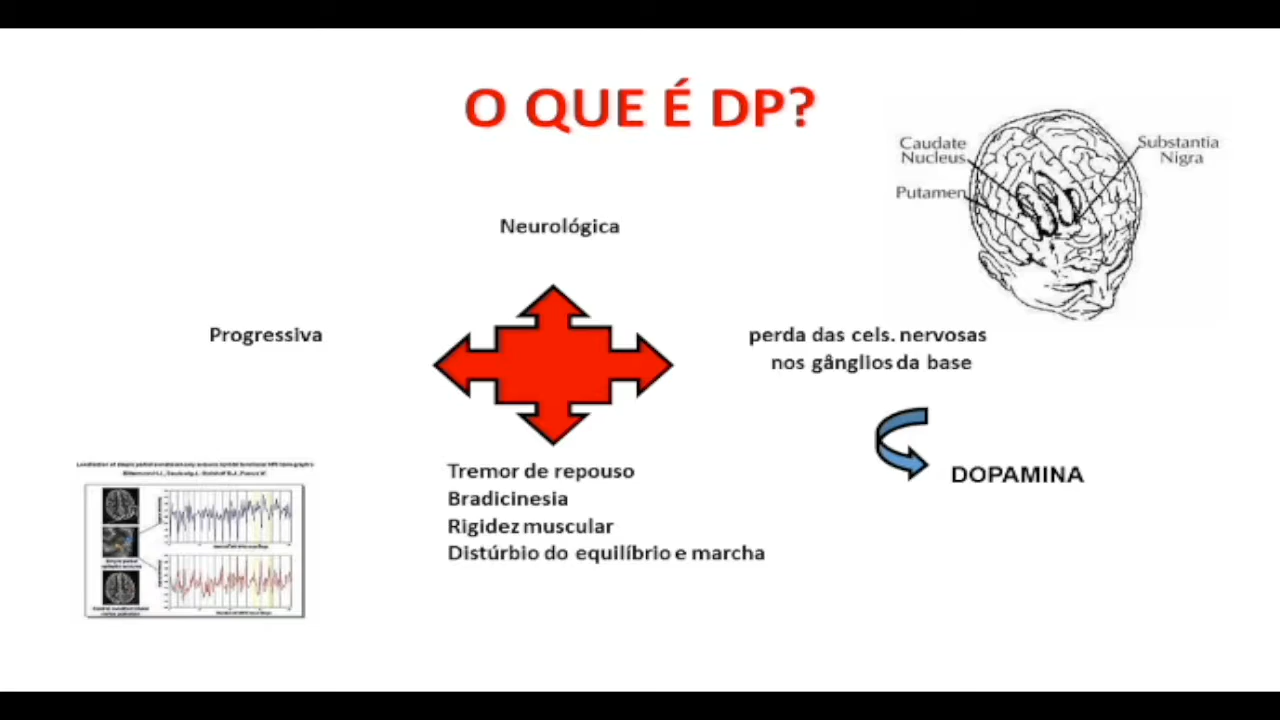 O QUE É DP?
Caudate
Nucleus
Substantia
Nigra
Putamen
Neurológica
Progressiva
perda das cels. nervosas
nos gânglios da base
DOPAMINA
Tremor de repouso
Bradicinesia
Rigidez muscular
Distúrbio do equilíbrio e marcha